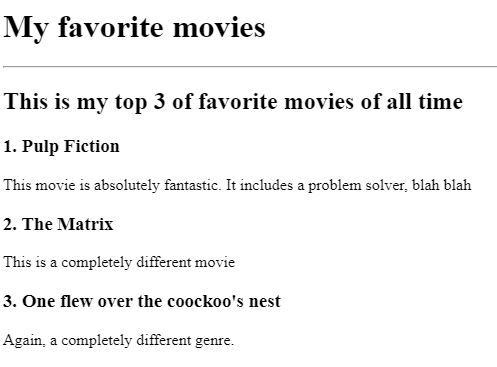 My favorite movies
This is my top 3 of favorite movies of all time
1. Pulp Fiction
This movie is absolutely fantastic. It includes a problem solver, blah blah
2. The Matrix
This is a completely different movie
3. One flew over the coockoo's nest
Again, a completely different genre.